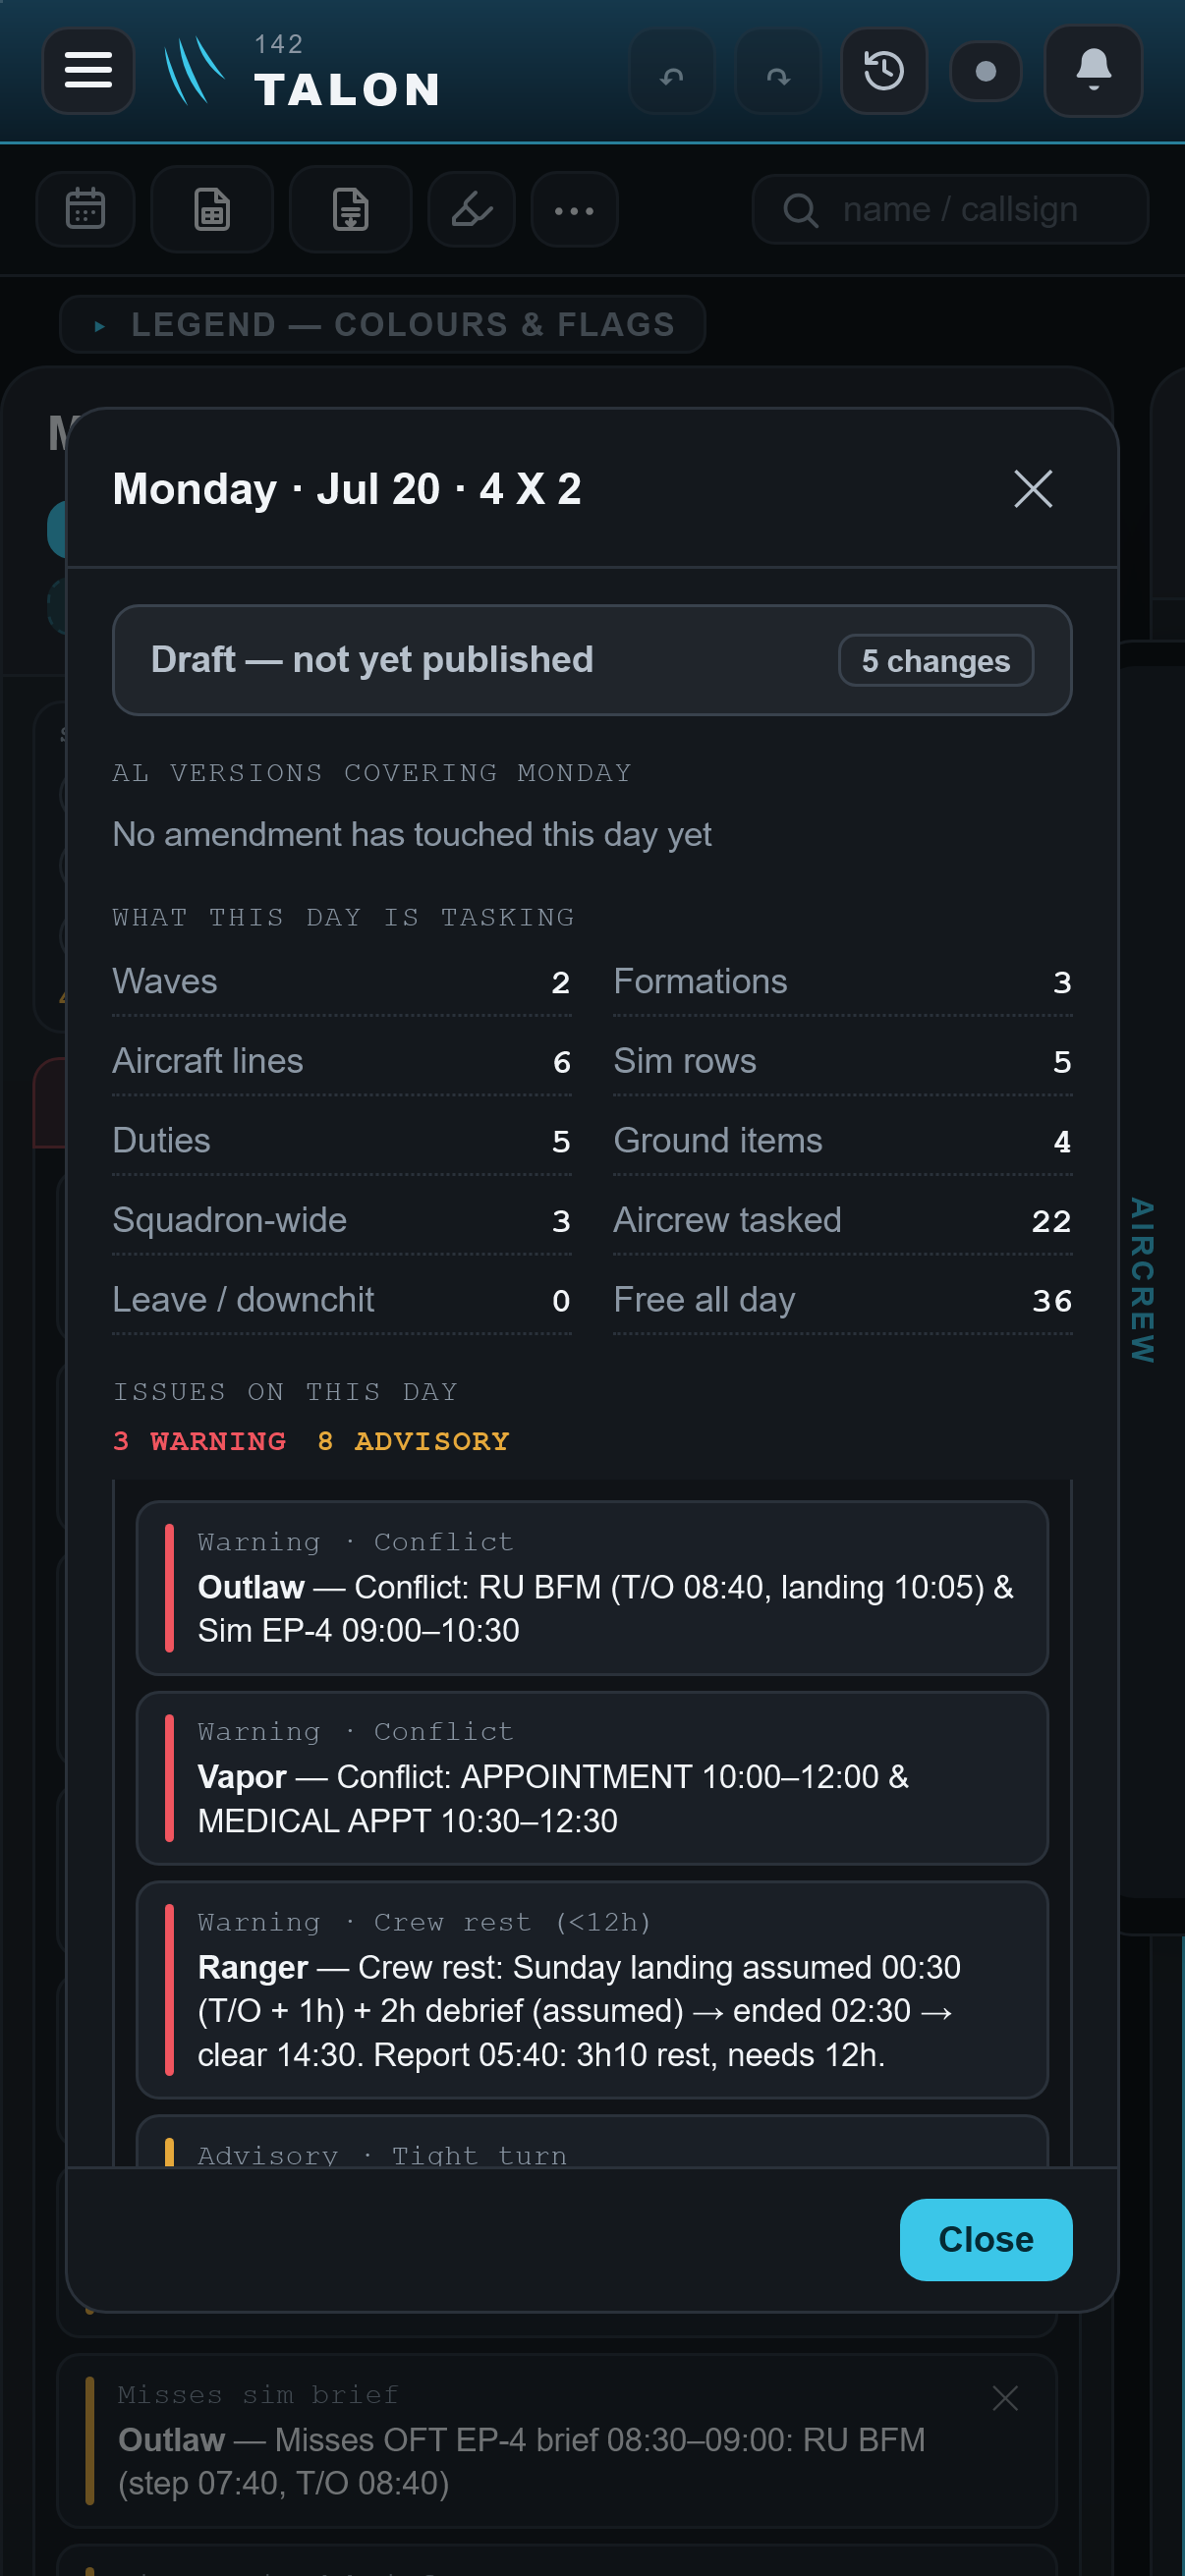 142
TALON
name / callsign
▸ LEGEND — COLOURS & FLAGS
Monday · Jul 20 · 4 X 2
Draft — not yet published
5 changes
AL VERSIONS COVERING MONDAY
No amendment has touched this day yet
WHAT THIS DAY IS TASKING
Waves 2
Formations 3
Aircraft lines 6
Sim rows 5
Duties 5
Ground items 4
Squadron-wide 3
Aircrew tasked 22
Leave / downchit 0
Free all day 36
AIRCREW
ISSUES ON THIS DAY
3 WARNING 8 ADVISORY
Warning · Conflict
Outlaw — Conflict: RU BFM (T/O 08:40, landing 10:05) &
Sim EP-4 09:00–10:30
Warning · Conflict
Vapor — Conflict: APPOINTMENT 10:00–12:00 &
MEDICAL APPT 10:30–12:30
Warning · Crew rest (<12h)
Ranger — Crew rest: Sunday landing assumed 00:30
(T/O + 1h) + 2h debrief (assumed) → ended 02:30 →
clear 14:30. Report 05:40: 3h10 rest, needs 12h.
Advisory · Tight turn
Close
Misses sim brief
Outlaw — Misses OFT EP-4 brief 08:30–09:00: RU BFM
(step 07:40, T/O 08:40)